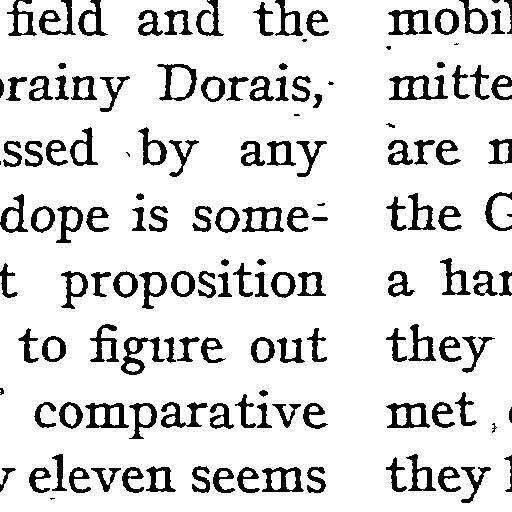 field and the
brainy Dorais,
ssed by any
dope is some-
t proposition
to figure out
comparative
y eleven seems
mobil
mitte
are
the G
a har
they
met
they